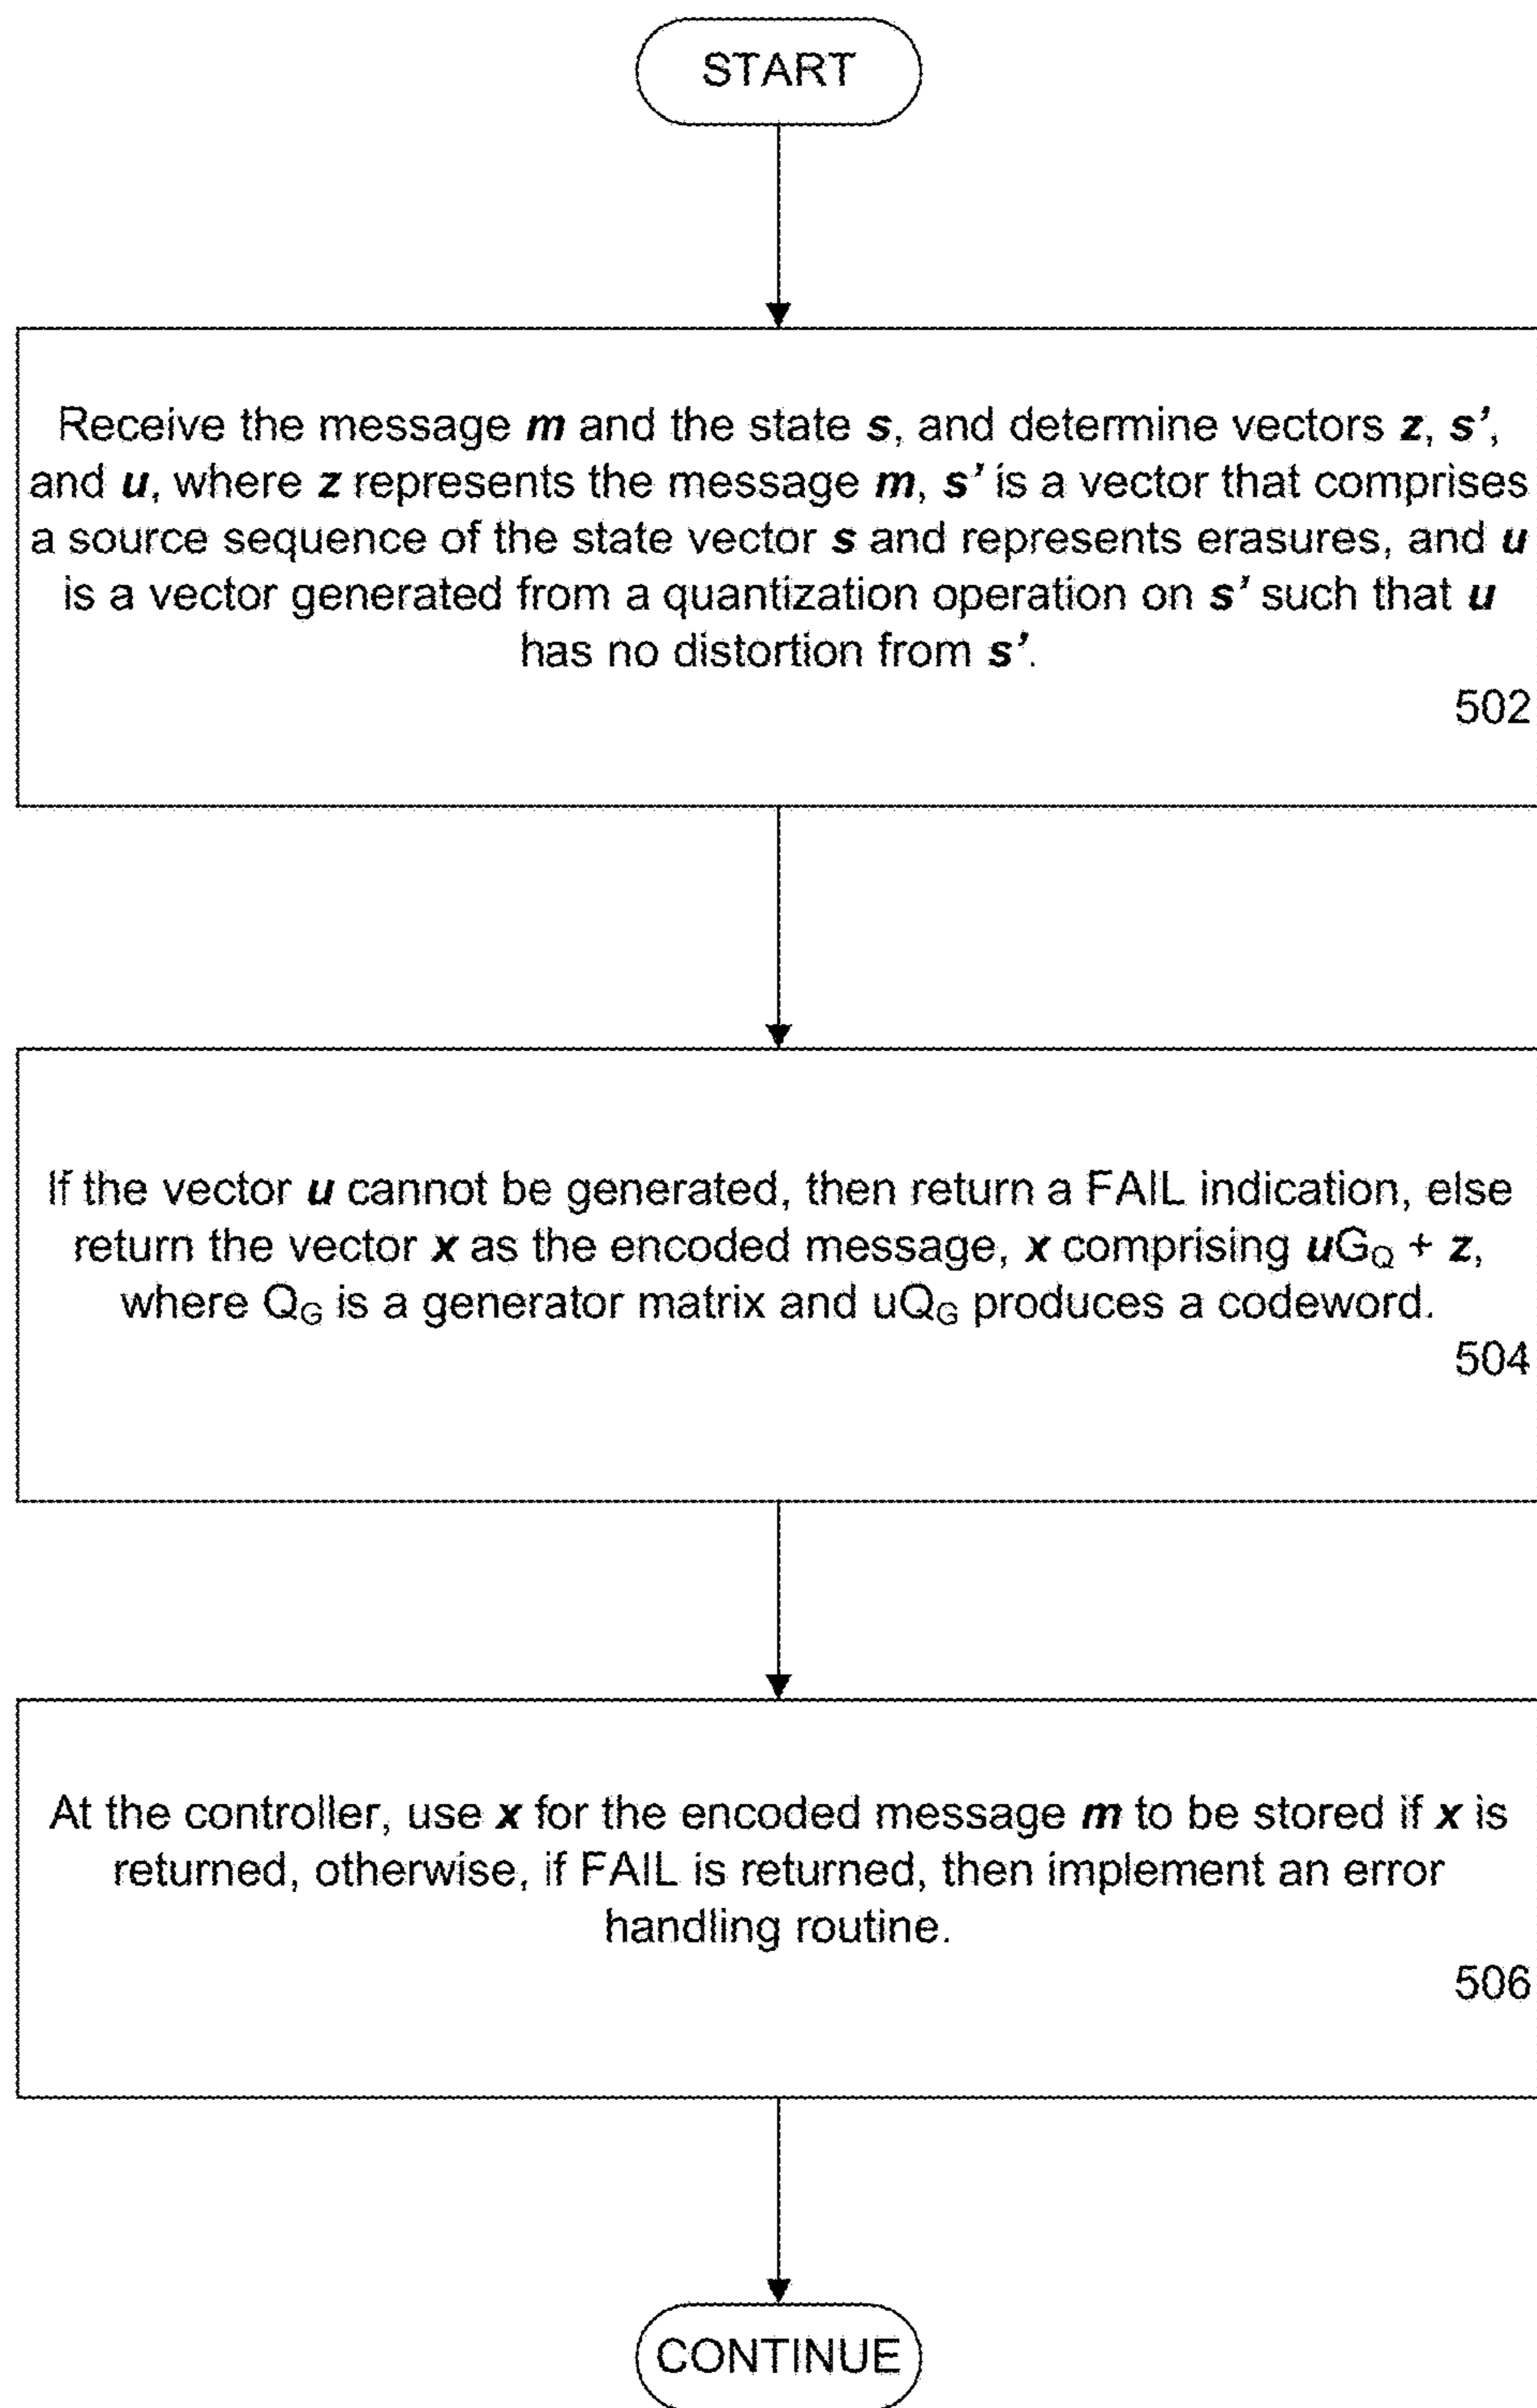 START
Receive the message m and the state s, and determine vectors z, s',
and u, where z represents the message m, s' is a vector that comprises
a source sequence of the state vector s and represents erasures, and u
is a vector generated from a quantization operation on s' such that u
has no distortion from s'.
502
If the vector u cannot be generated, then return a FAIL indication, else
return the vector x as the encoded message, x comprising uG_Q + z,
where Q_G is a generator matrix and uQ_G produces a codeword.
504
At the controller, use x for the encoded message m to be stored if x is
returned, otherwise, if FAIL is returned, then implement an error
handling routine.
506
CONTINUE